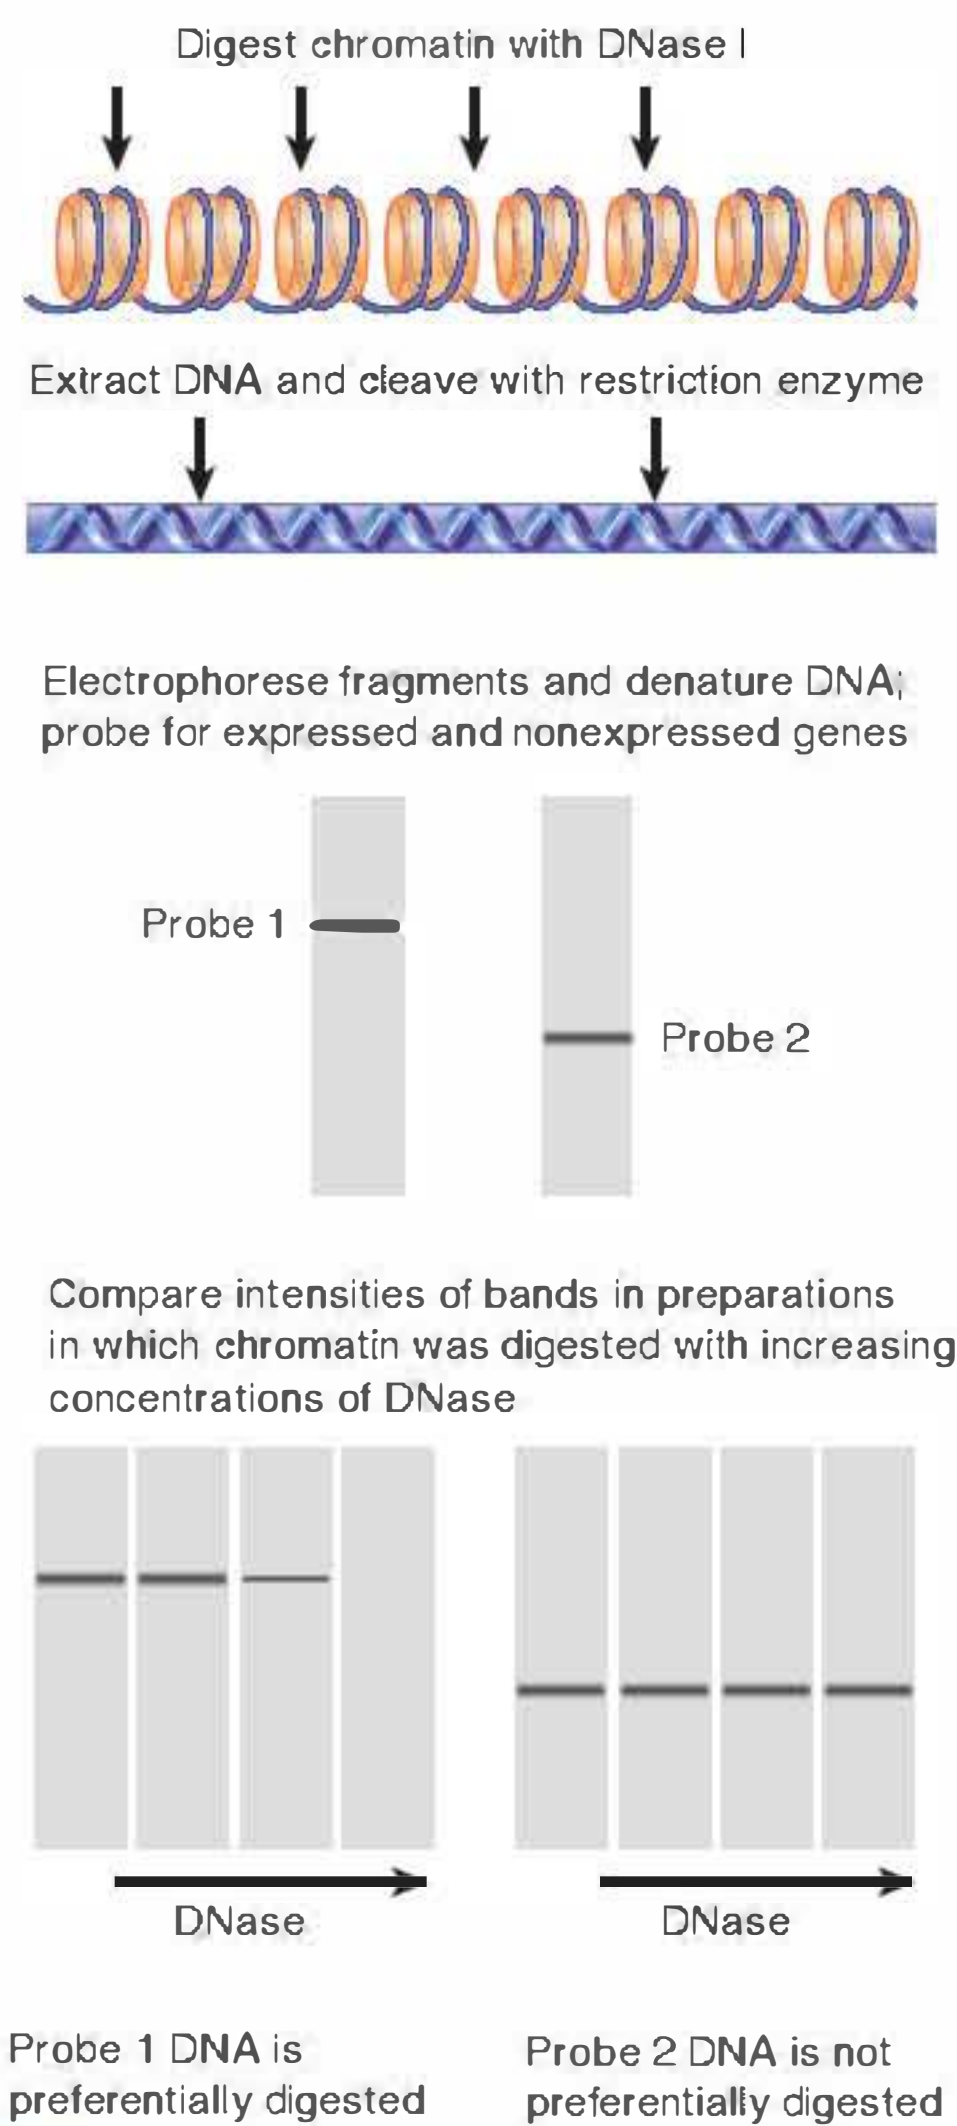 Digest chromatin with DNase I
Extract DNA and cleave with restriction enzyme
Electrophorese fragments and denature DNA;
probe for expressed and nonexpressed genes
Probe 1
Probe 2
Compare intensities of bands in preparations
in which chromatin was digested with increasing
concentrations of DNase
DNase
DNase
Probe 1 DNA is
preferentially digested
Probe 2 DNA is not
preferentially digested